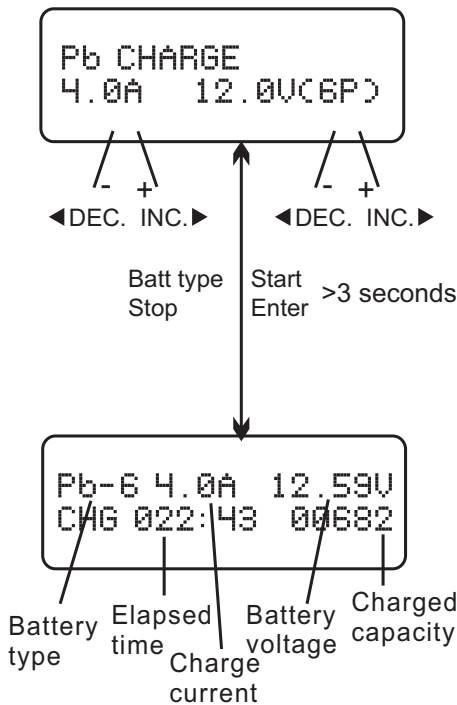 Pb CHARGE
4.0A 12.0V(6P)
- +
◀DEC. INC.▶
- +
◀DEC. INC.▶
Batt type
Stop
Start
Enter
>3 seconds
Pb-6 4.0A 12.59V
CHG 022:43 00682
Battery
type
Elapsed
time
Charge
current
Battery
voltage
Charged
capacity